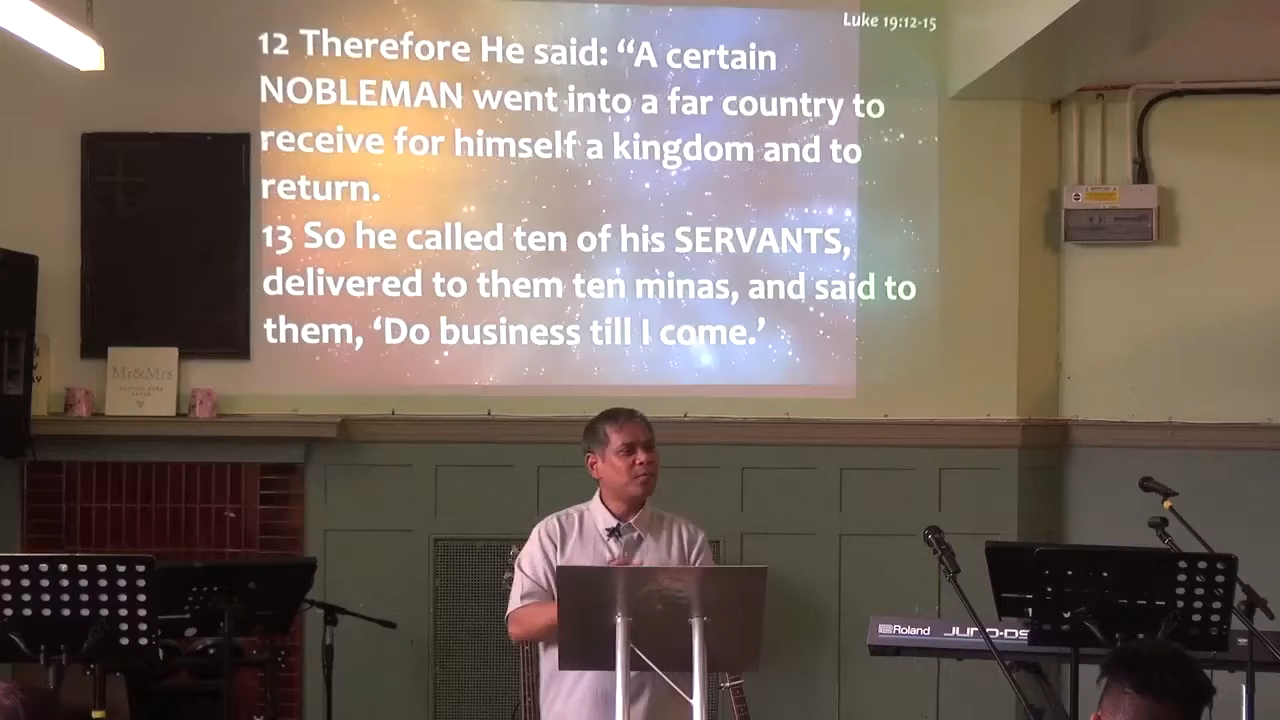 Luke 19:12-15
12 Therefore He said: “A certain
NOBLEMAN went into a far country to
receive for himself a kingdom and to
return.
13 So he called ten of his SERVANTS,
delivered to them ten minas, and said to
them, ‘Do business till I come.’
Mr&Mrs
Roland JUNO-DS